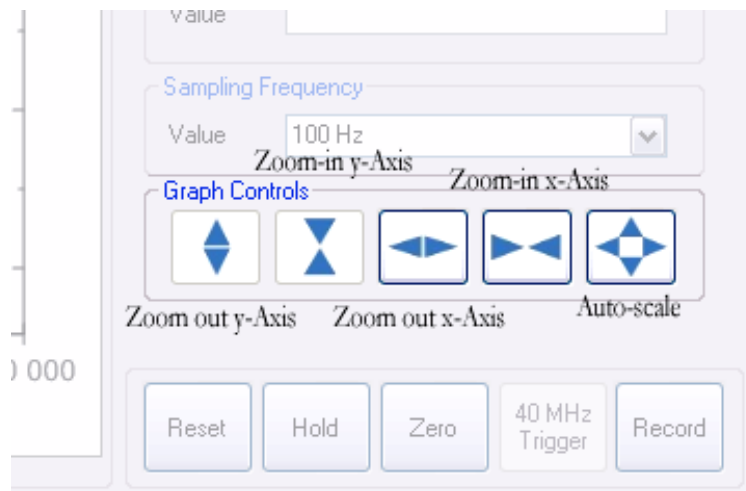 Value
Sampling Frequency
Value 100 Hz
Zoom-in y-Axis
Zoom-in x-Axis
Graph Controls
Zoom out y-Axis Zoom out x-Axis Auto-scale
0 000
Reset Hold Zero 40 MHz Trigger Record